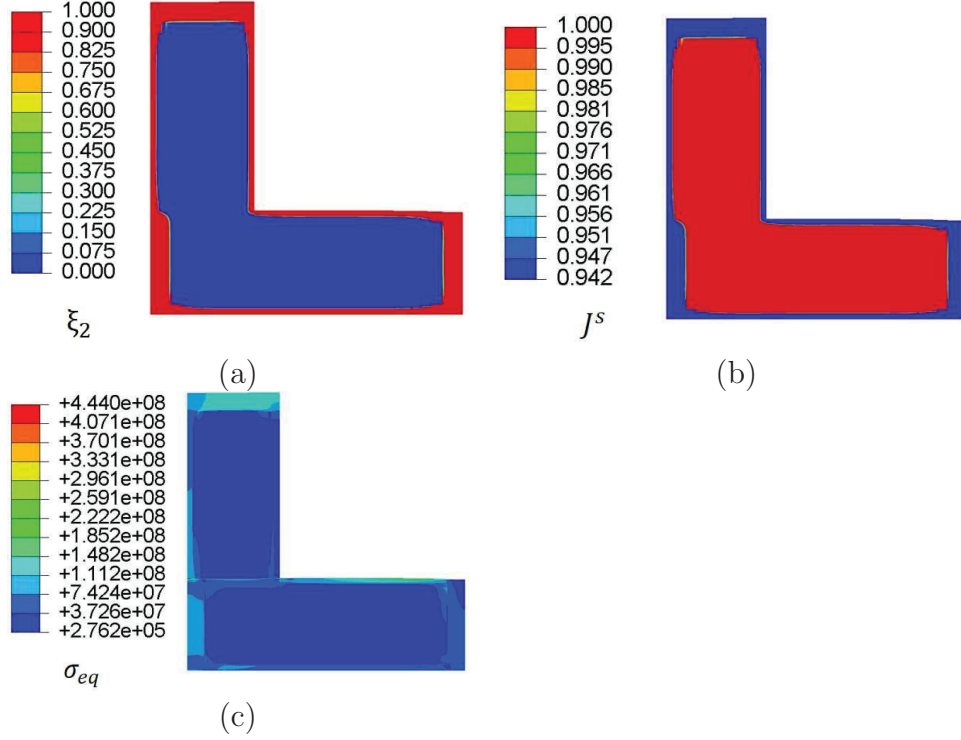 1.000
0.900
0.825
0.750
0.675
0.600
0.525
0.450
0.375
0.300
0.225
0.150
0.075
0.000
ξ₂
(a)
1.000
0.995
0.990
0.985
0.981
0.976
0.971
0.966
0.961
0.956
0.951
0.947
0.942
Jˢ
(b)
+4.440e+08
+4.071e+08
+3.701e+08
+3.331e+08
+2.961e+08
+2.591e+08
+2.222e+08
+1.852e+08
+1.482e+08
+1.112e+08
+7.424e+07
+3.726e+07
+2.762e+05
σeq
(c)